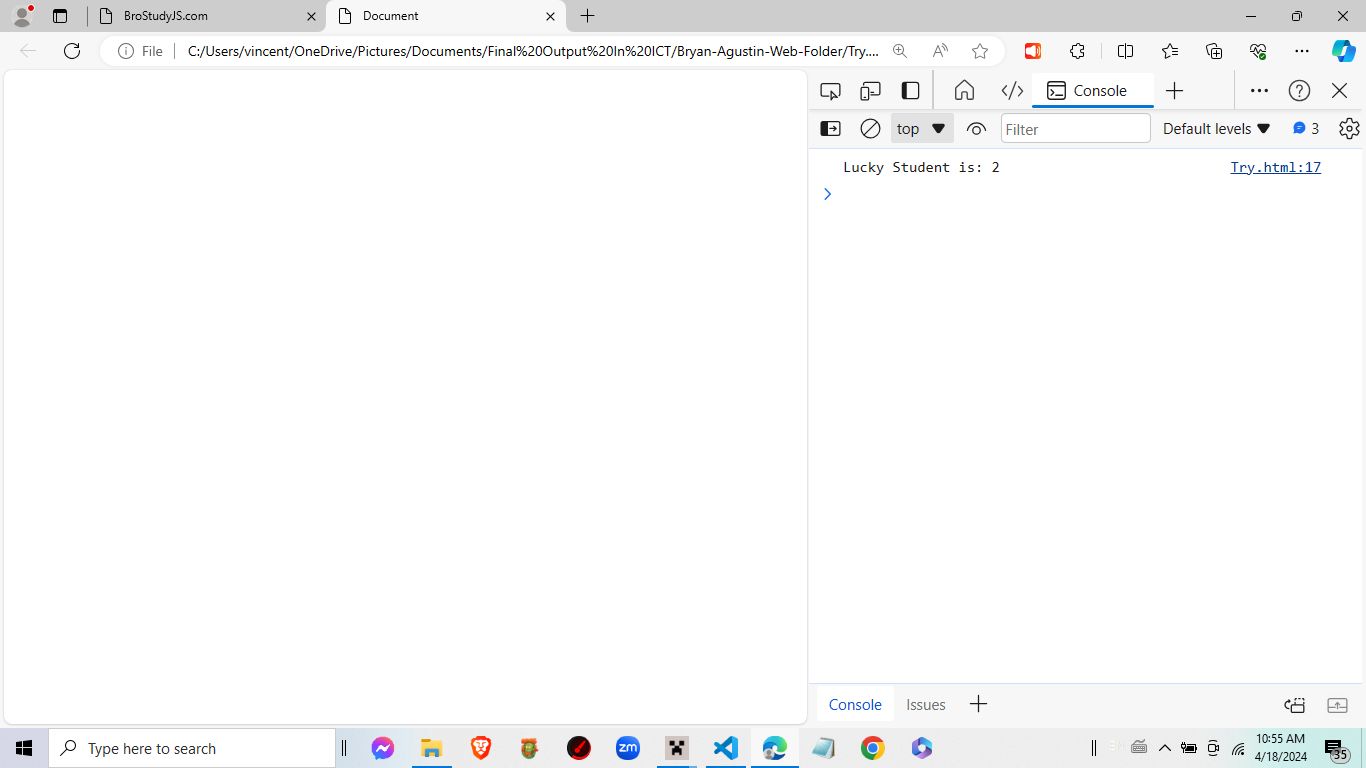 BroStudyJS.com
Document
File
C:/Users/vincent/OneDrive/Pictures/Documents/Final%20Output%20In%20ICT/Bryan-Agustin-Web-Folder/Try....
Console
top
Filter
Default levels
3
Lucky Student is: 2
Try.html:17
Console
Issues
Type here to search
zm
10:55 AM
4/18/2024
35